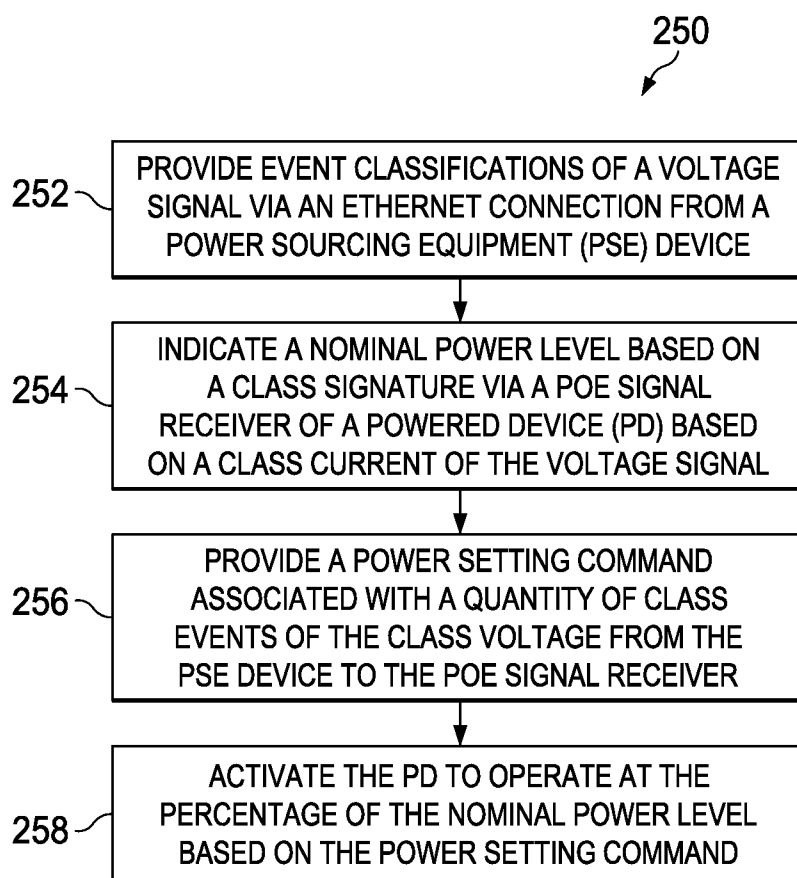 250
252
PROVIDE EVENT CLASSIFICATIONS OF A VOLTAGE
SIGNAL VIA AN ETHERNET CONNECTION FROM A
POWER SOURCING EQUIPMENT (PSE) DEVICE
254
INDICATE A NOMINAL POWER LEVEL BASED ON
A CLASS SIGNATURE VIA A POE SIGNAL
RECEIVER OF A POWERED DEVICE (PD) BASED
ON A CLASS CURRENT OF THE VOLTAGE SIGNAL
256
PROVIDE A POWER SETTING COMMAND
ASSOCIATED WITH A QUANTITY OF CLASS
EVENTS OF THE CLASS VOLTAGE FROM THE
PSE DEVICE TO THE POE SIGNAL RECEIVER
258
ACTIVATE THE PD TO OPERATE AT THE
PERCENTAGE OF THE NOMINAL POWER LEVEL
BASED ON THE POWER SETTING COMMAND